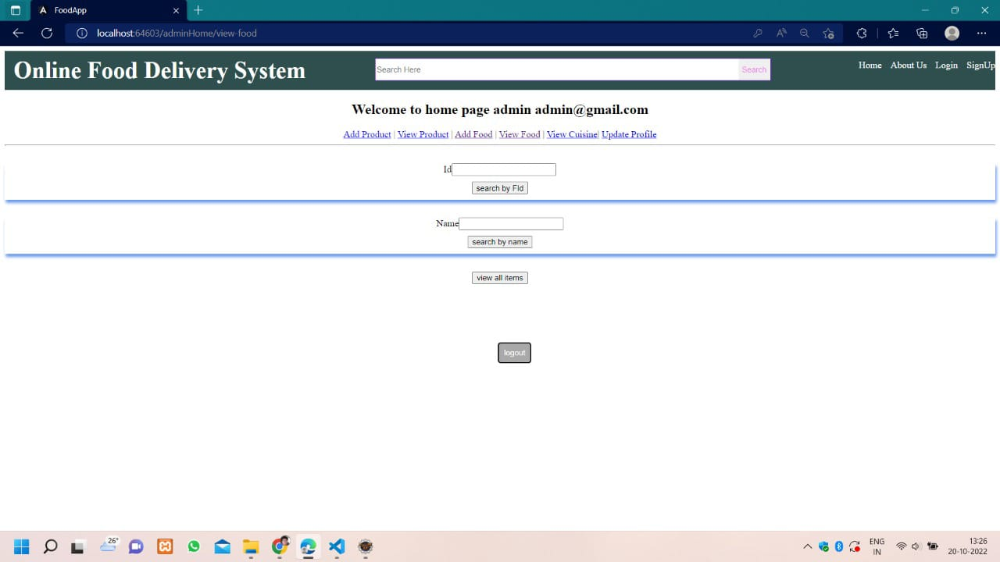 FoodApp
localhost:64603/adminHome/view-food
Online Food Delivery System
Search Here
Search
Home About Us Login SignUp
Welcome to home page admin admin@gmail.com
Add Product | View Product | Add Food | View Food | View Cuisine| Update Profile
Id
search by FId
Name
search by name
view all items
logout
26°
ENG
IN
13:26
20-10-2022